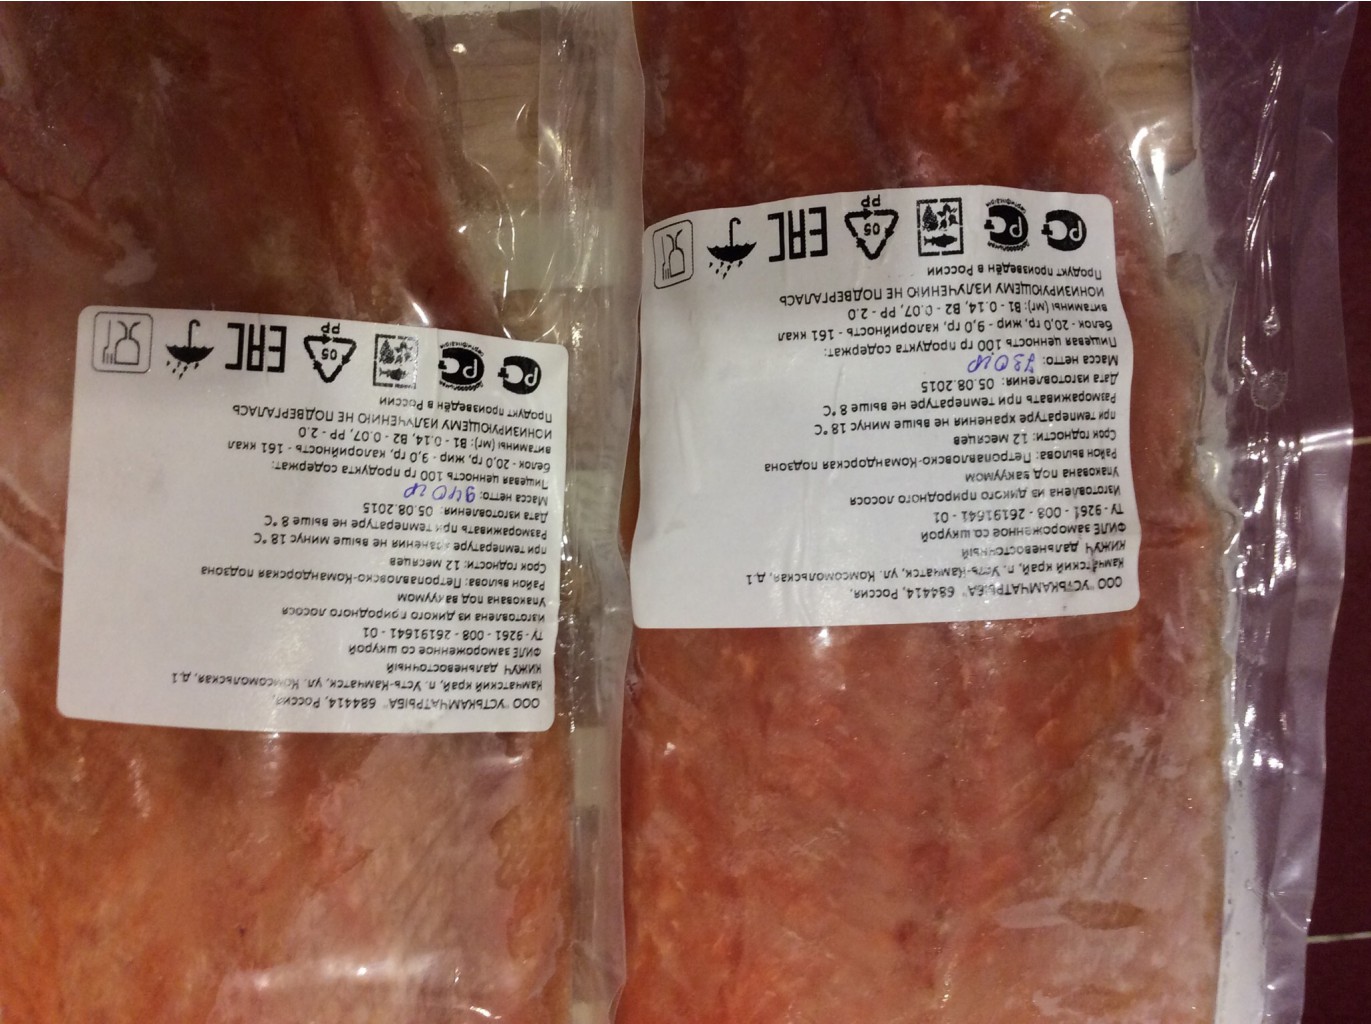 ООО "УСТЬКАМЧАТРЫБА" 684414, Россия,
Камчатский край, п. Усть-Камчатск, ул. Комсомольская, д.1
КИЖУЧ дальневосточный
ФИЛЕ замороженное со шкурой
ТУ - 9261 - 008 - 26191641 - 01
Изготовлена из дикого природного лосося
Упакована под вакуумом
Район вылова: Петропавловско-Командорская подзона
Срок годности: 12 месяцев
при температуре хранения не выше минус 18 °С
Размораживать при температуре не выше 8 °С
Дата изготовления: 05.08.2015
Масса нетто: 940 гр
Пищевая ценность 100 гр продукта содержат:
белок - 20,0 гр, жир - 9,0 гр, калорийность - 161 ккал
витамины (мг): В1 - 0.14, В2 - 0.07, РР - 2.0
ИОНИЗИРУЮЩЕМУ ИЗЛУЧЕНИЮ НЕ ПОДВЕРГАЛАСЬ
Продукт произведён в России
РС РС 05 PP EAC
ООО "УСТЬКАМЧАТРЫБА" 684414, Россия,
Камчатский край, п. Усть-Камчатск, ул. Комсомольская, д.1
КИЖУЧ дальневосточный
ФИЛЕ замороженное со шкурой
ТУ - 9261 - 008 - 26191641 - 01
Изготовлена из дикого природного лосося
Упакована под вакуумом
Район вылова: Петропавловско-Командорская подзона
Срок годности: 12 месяцев
при температуре хранения не выше минус 18 °С
Размораживать при температуре не выше 8 °С
Дата изготовления: 05.08.2015
Масса нетто: 930 гр
Пищевая ценность 100 гр продукта содержат:
белок - 20,0 гр, жир - 9,0 гр, калорийность - 161 ккал
витамины (мг): В1 - 0.14, В2 - 0.07, РР - 2.0
ИОНИЗИРУЮЩЕМУ ИЗЛУЧЕНИЮ НЕ ПОДВЕРГАЛАСЬ
Продукт произведён в России
РС РС 05 PP EAC